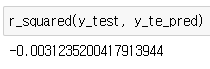 r_squared(y_test, y_te_pred)
-0.0031235200417913944